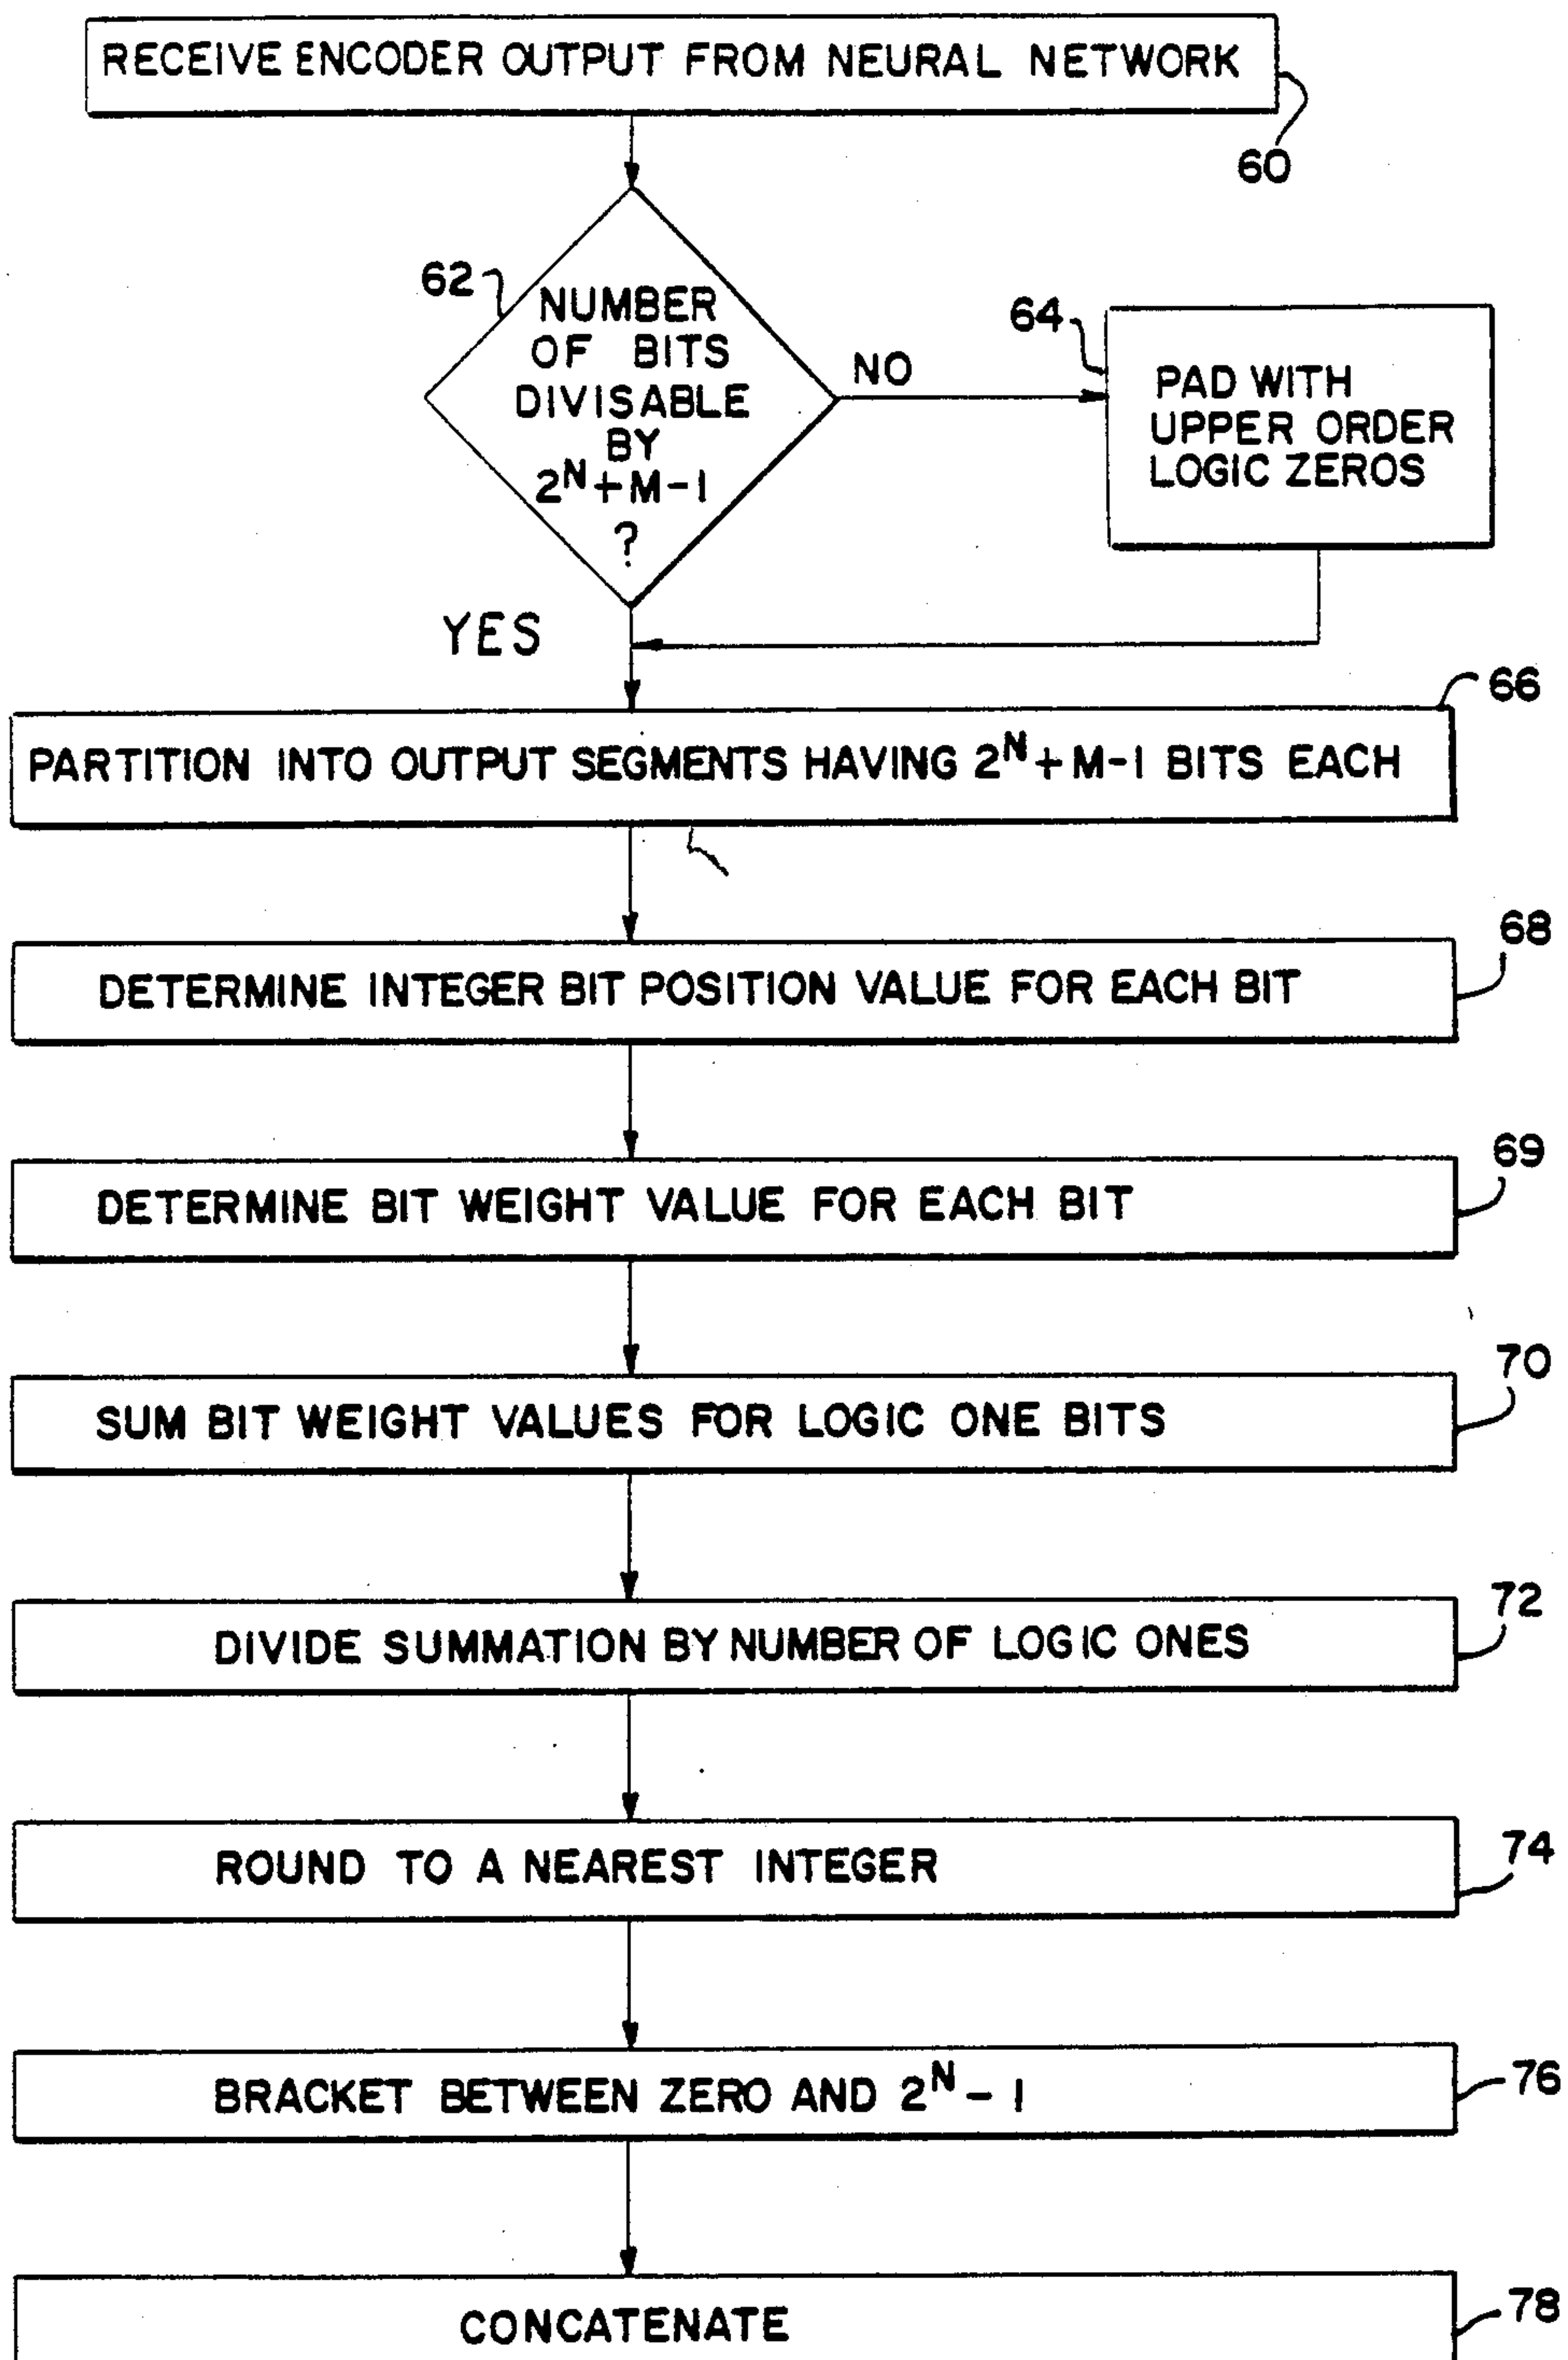 RECEIVE ENCODER OUTPUT FROM NEURAL NETWORK
60
62
NUMBER
OF BITS
DIVISABLE
BY
2^N+M-1
?
NO
64
PAD WITH
UPPER ORDER
LOGIC ZEROS
YES
66
PARTITION INTO OUTPUT SEGMENTS HAVING 2^N+M-1 BITS EACH
68
DETERMINE INTEGER BIT POSITION VALUE FOR EACH BIT
69
DETERMINE BIT WEIGHT VALUE FOR EACH BIT
70
SUM BIT WEIGHT VALUES FOR LOGIC ONE BITS
72
DIVIDE SUMMATION BY NUMBER OF LOGIC ONES
74
ROUND TO A NEAREST INTEGER
76
BRACKET BETWEEN ZERO AND 2^N-1
78
CONCATENATE